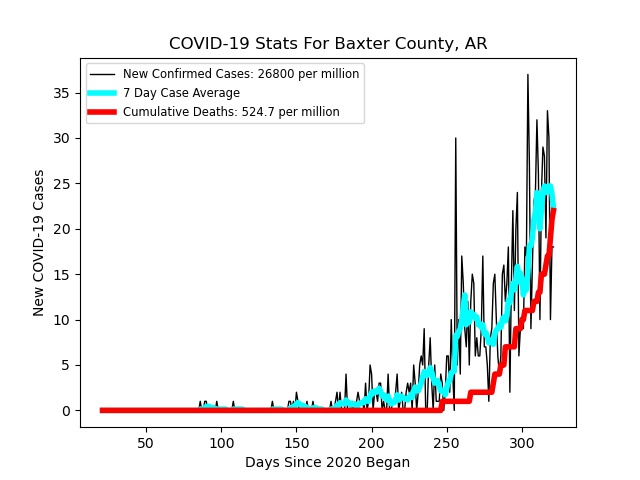 COVID-19 Stats For Baxter County, AR
New Confirmed Cases: 26800 per million
7 Day Case Average
Cumulative Deaths: 524.7 per million
New COVID-19 Cases
35
30
25
20
15
10
5
0
50 100 150 200 250 300
Days Since 2020 Began